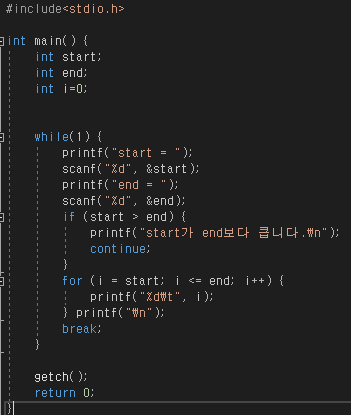 #include<stdio.h>
int main() {
int start;
int end;
int i=0;
while(1) {
printf("start = ");
scanf("%d", &start);
printf("end = ");
scanf("%d", &end);
if (start > end) {
printf("start가 end보다 큽니다.₩n");
continue;
}
for (i = start; i <= end; i++) {
printf("%d₩t", i);
} printf("₩n");
break;
}
getch();
return 0;
}